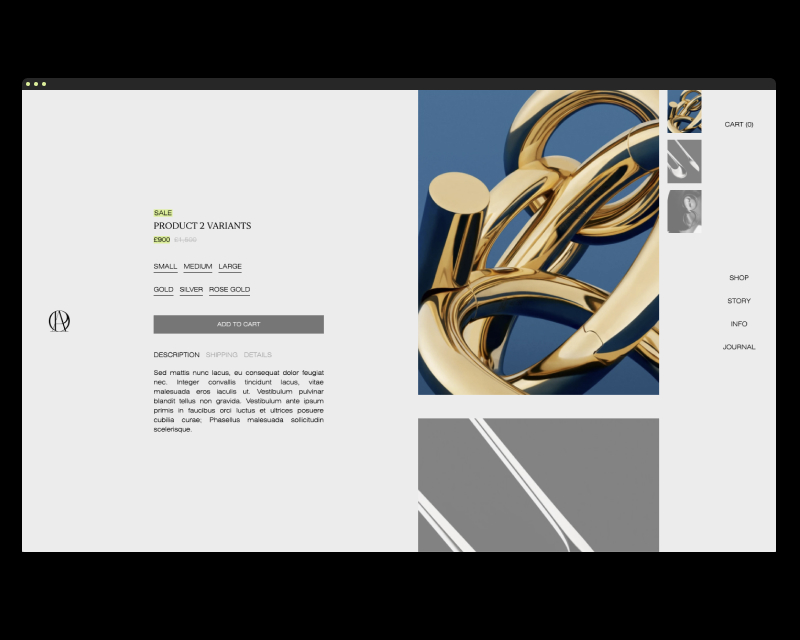 SALE
PRODUCT 2 VARIANTS
£900 £1,500
SMALL MEDIUM LARGE
GOLD SILVER ROSE GOLD
ADD TO CART
DESCRIPTION SHIPPING DETAILS
Sed mattis nunc lacus, eu consequat dolor feugiat
nec. Integer convallis tincidunt lacus, vitae
malesuada eros iaculis ut. Vestibulum pulvinar
blandit tellus non gravida. Vestibulum ante ipsum
primis in faucibus orci luctus et ultrices posuere
cubilia curae; Phasellus malesuada sollicitudin
scelerisque.
CART (0)
SHOP
STORY
INFO
JOURNAL